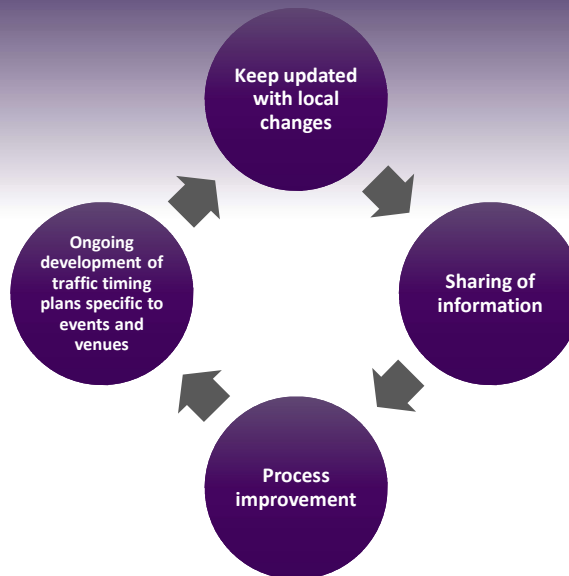 Keep updated
with local
changes
Sharing of
information
Process
improvement
Ongoing
development of
traffic timing
plans specific to
events and
venues